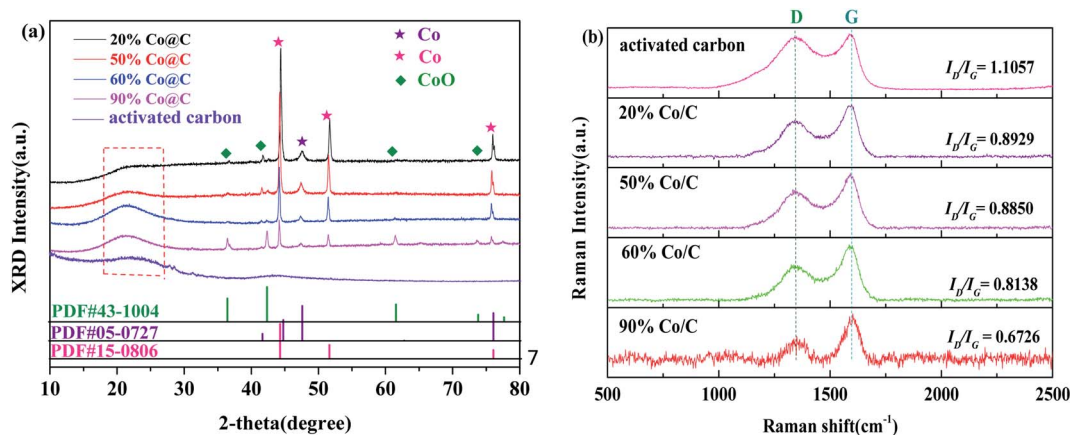 (a)
20% Co@C
50% Co@C
60% Co@C
90% Co@C
activated carbon
Co
Co
CoO
XRD Intensity(a.u.)
PDF#43-1004
PDF#05-0727
PDF#15-0806
7
10 20 30 40 50 60 70 80
2-theta(degree)
(b)
D G
activated carbon
I_D/I_G= 1.1057
20% Co/C
I_D/I_G= 0.8929
50% Co/C
I_D/I_G= 0.8850
60% Co/C
I_D/I_G= 0.8138
90% Co/C
I_D/I_G= 0.6726
Raman Intensity(a.u.)
500 1000 1500 2000 2500
Raman shift(cm⁻¹)